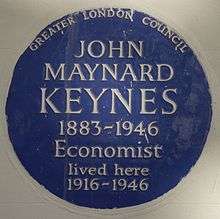 GREATER LONDON COUNCIL
JOHN
MAYNARD
KEYNES
1883-1946
Economist
lived here
1916-1946